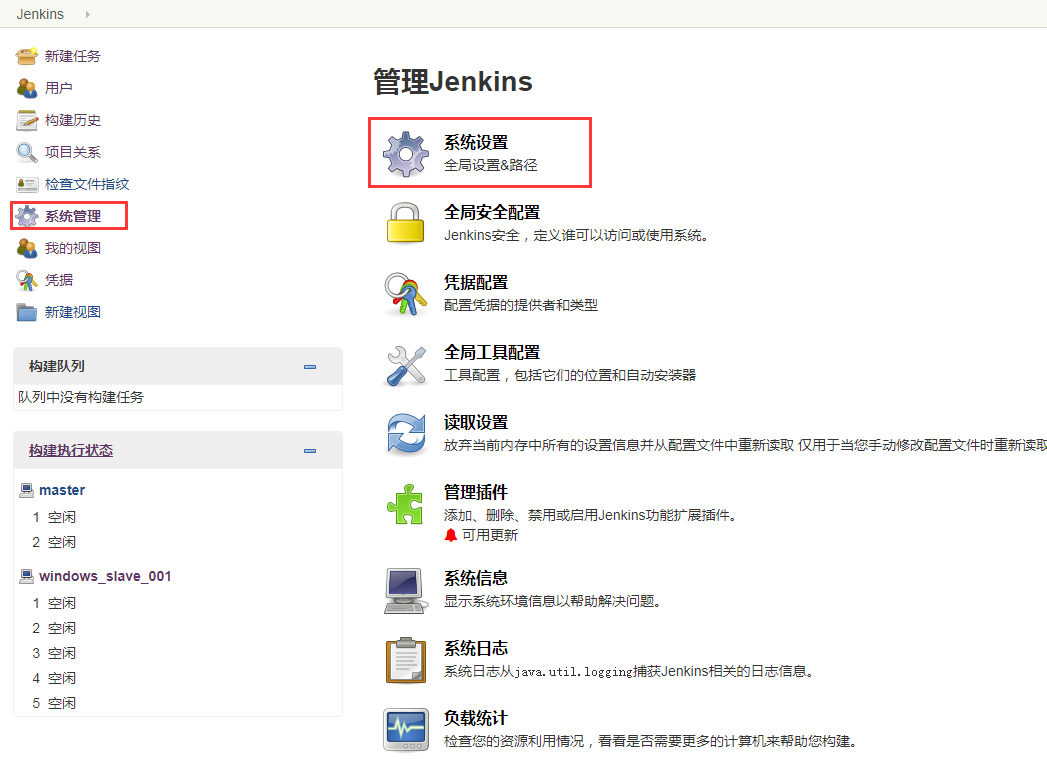 Jenkins
新建任务
用户
构建历史
项目关系
检查文件指纹
系统管理
我的视图
凭据
新建视图
构建队列
队列中没有构建任务
构建执行状态
master
1 空闲
2 空闲
windows_slave_001
1 空闲
2 空闲
3 空闲
4 空闲
5 空闲
管理Jenkins
系统设置
全局设置&路径
全局安全配置
Jenkins安全，定义谁可以访问或使用系统。
凭据配置
配置凭据的提供者和类型
全局工具配置
工具配置，包括它们的位置和自动安装器
读取设置
放弃当前内存中所有的设置信息并从配置文件中重新读取 仅用于当您手动修改配置文件时重新读取
管理插件
添加、删除、禁用或启用Jenkins功能扩展插件。
可用更新
系统信息
显示系统环境信息以帮助解决问题。
系统日志
系统日志从java.util.logging捕获Jenkins相关的日志信息。
负载统计
检查您的资源利用情况，看看是否需要更多的计算机来帮助您构建。